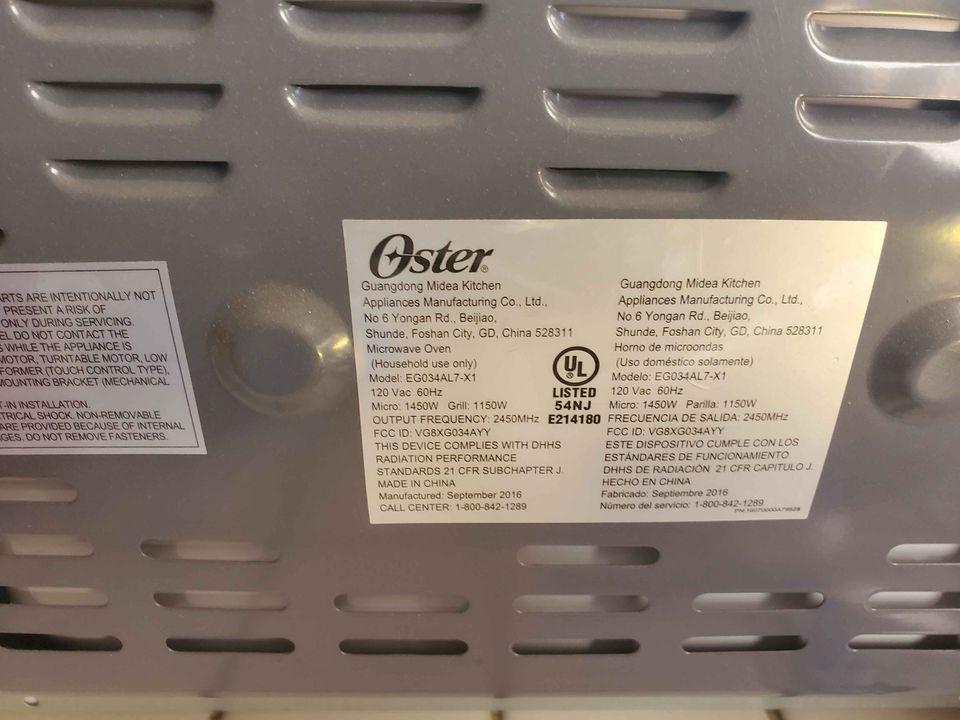 ARTS ARE INTENTIONALLY NOT
PRESENT A RISK OF
ONLY DURING SERVICING.
EL DO NOT CONTACT THE
S WHILE THE APPLIANCE IS
MOTOR, TURNTABLE MOTOR, LOW
FORMER (TOUCH CONTROL TYPE),
MOUNTING BRACKET (MECHANICAL
T-IN INSTALLATION.
TRICAL SHOCK. NON-REMOVABLE
ARE PROVIDED BECAUSE OF INTERNAL
GES. DO NOT REMOVE FASTENERS.
Oster®
Guangdong Midea Kitchen
Appliances Manufacturing Co., Ltd.,
No 6 Yongan Rd., Beijiao,
Shunde, Foshan City, GD, China 528311
Microwave Oven
(Household use only)
Model: EG034AL7-X1
120 Vac 60Hz
Micro: 1450W Grill: 1150W
OUTPUT FREQUENCY: 2450MHz
FCC ID: VG8XG034AYY
THIS DEVICE COMPLIES WITH DHHS
RADIATION PERFORMANCE
STANDARDS 21 CFR SUBCHAPTER J.
MADE IN CHINA
Manufactured: September 2016
CALL CENTER: 1-800-842-1289
UL
LISTED
54NJ
E214180
Guangdong Midea Kitchen
Appliances Manufacturing Co., Ltd.,
No 6 Yongan Rd., Beijiao,
Shunde, Foshan City, GD, China 528311
Horno de microondas
(Uso doméstico solamente)
Modelo: EG034AL7-X1
120 Vac 60Hz
Micro: 1450W Parilla: 1150W
FRECUENCIA DE SALIDA: 2450MHz
FCC ID: VG8XG034AYY
ESTE DISPOSITIVO CUMPLE CON LOS
ESTÁNDARES DE FUNCIONAMIENTO
DHHS DE RADIACIÓN 21 CFR CAPITULO J.
HECHO EN CHINA
Fabricado: Septiembre 2016
Número del servicio: 1-800-842-1289